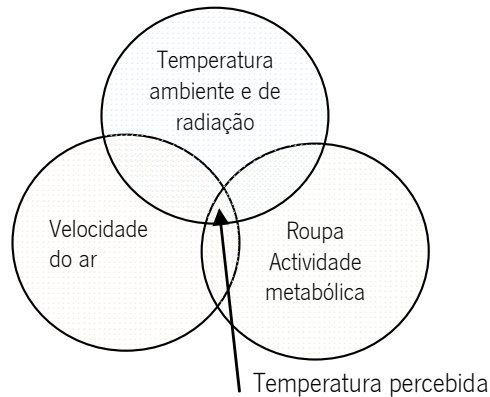 Temperatura
ambiente e de
radiação
Velocidade
do ar
Roupa
Actividade
metabólica
Temperatura percebida